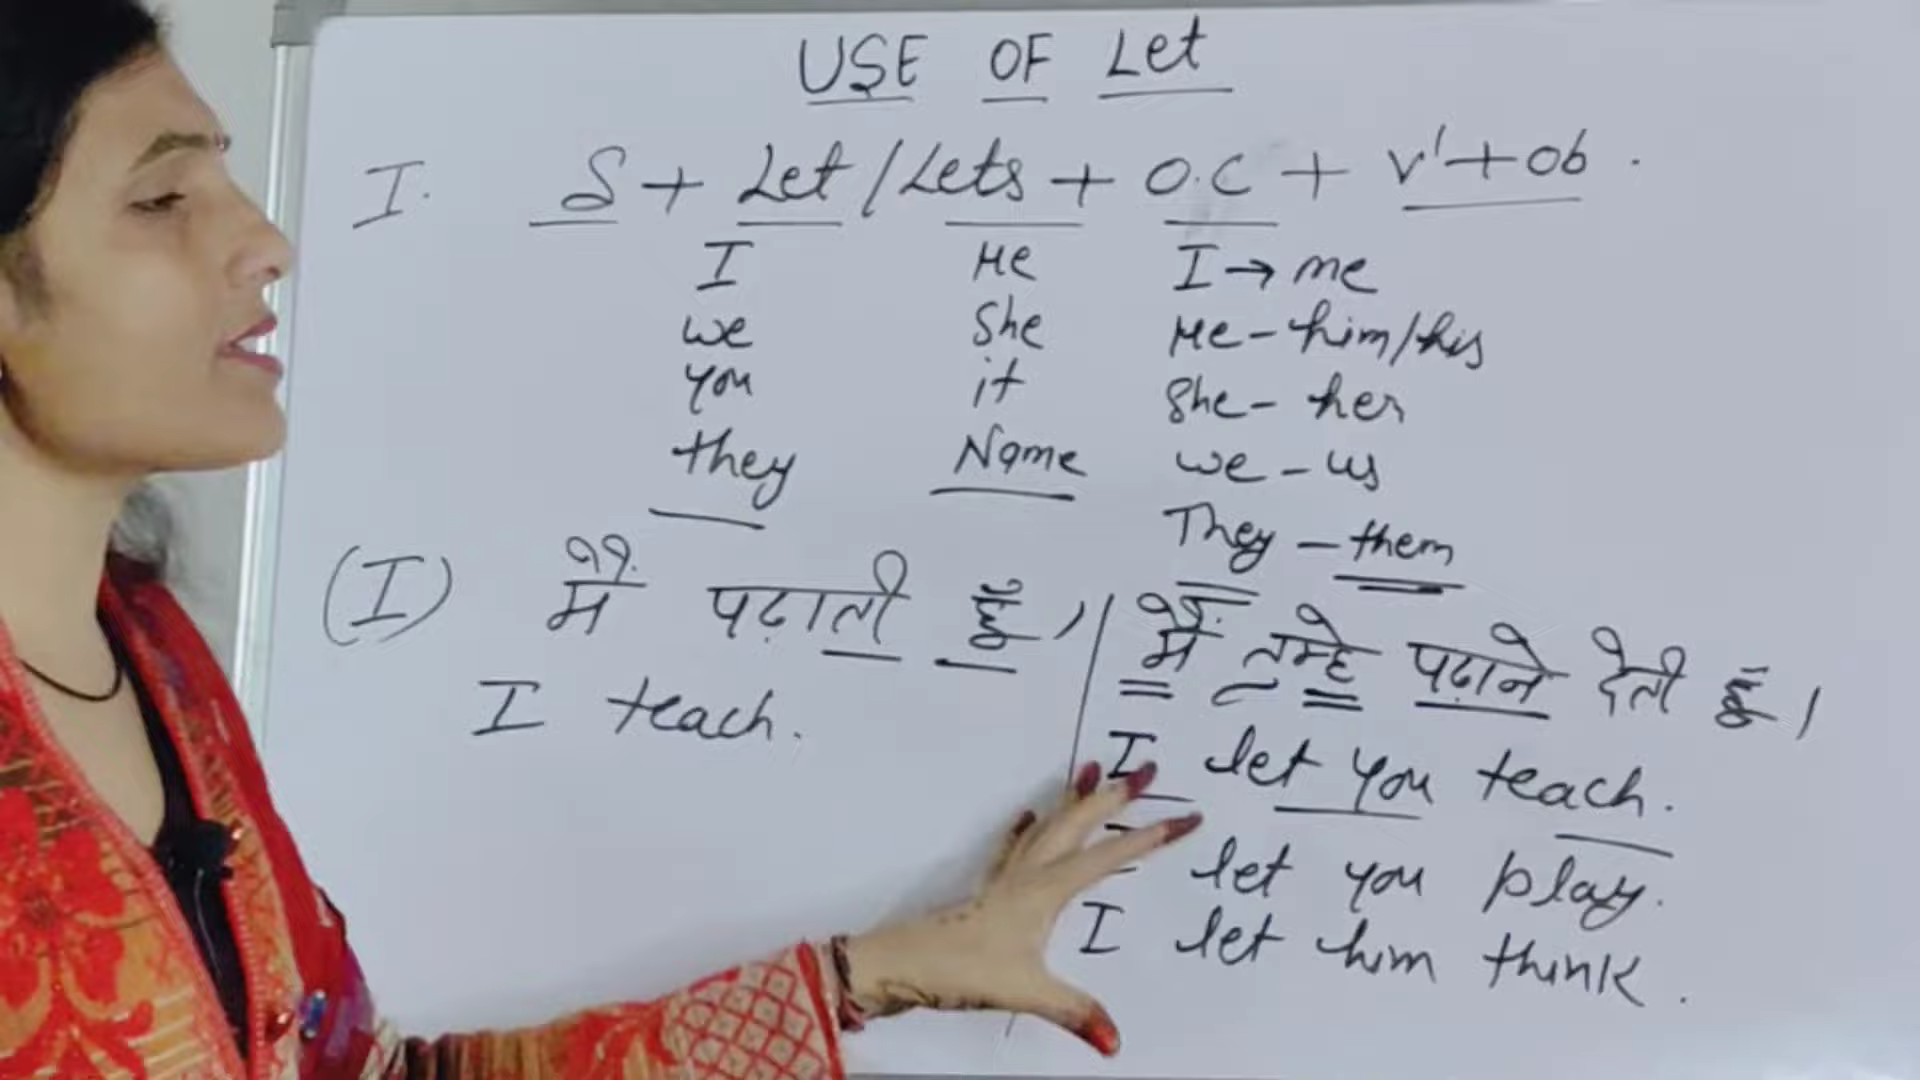 USE OF Let
I. S + Let / Lets + O.C + V' + Ob .
I He I → me
we She He - him/his
you it She - her
they Name we - us
They - them
(I) मैं पढ़ाती हूँ । मैं तुम्हे पढ़ाने देती हूँ ।
I teach. I let you teach.
I let you play.
I let him think.